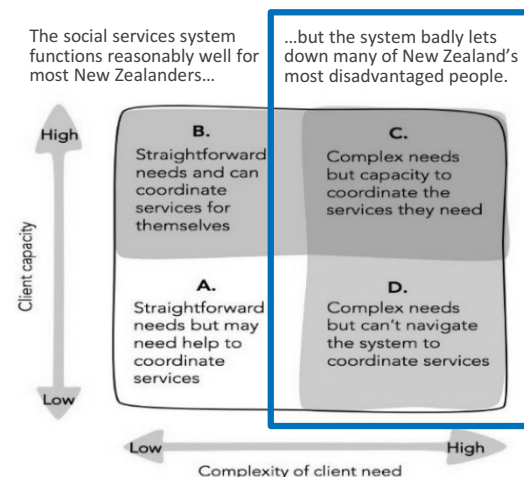 The social services system
functions reasonably well for
most New Zealanders…
…but the system badly lets
down many of New Zealand's
most disadvantaged people.
High
Client capacity
Low
B.
Straightforward
needs and can
coordinate
services for
themselves
C.
Complex needs
but capacity to
coordinate the
services they need
A.
Straightforward
needs but may
need help to
coordinate
services
D.
Complex needs
but can't navigate
the system to
coordinate services
Low
High
Complexity of client need